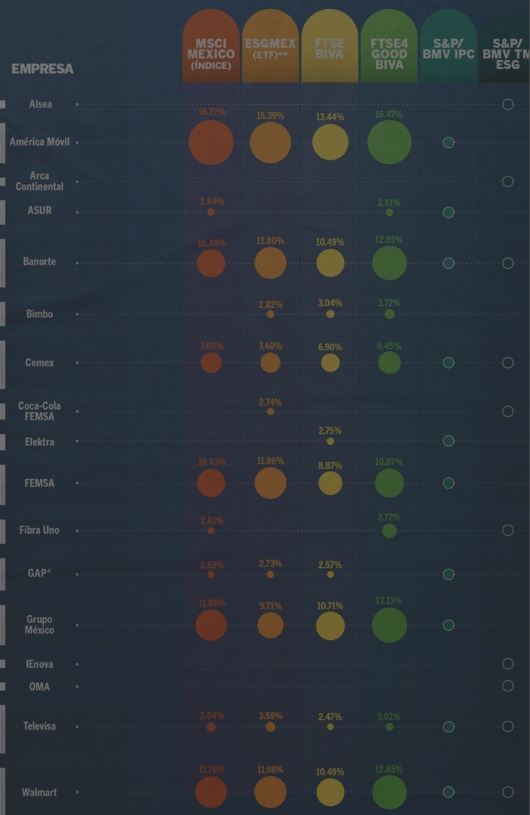 EMPRESA
MSCI
MEXICO
(ÍNDICE)
ESGMEX
(ETF)**
FTSE
BIVA
FTSE4
GOOD
BIVA
S&P/
BMV IPC
S&P/
BMV TM
ESG
Alsea
América Móvil
16.72% 15.39% 13.44% 16.47%
Arca
Continental
ASUR
2.84% 2.81%
Banorte
10.46% 11.80% 10.49% 12.85%
Bimbo
2.82% 3.04% 3.72%
Cemex
7.60% 7.40% 6.90% 8.45%
Coca-Cola
FEMSA
2.74%
Elektra
2.75%
FEMSA
10.43% 11.86% 8.87% 10.87%
Fibra Uno
2.72%
GAP*
2.63% 2.73% 2.57%
Grupo
México
11.65% 9.71% 10.71% 13.13%
IEnova
OMA
Televisa
3.04% 3.59% 2.47% 3.02%
Walmart
11.76% 11.98% 10.49% 12.85%